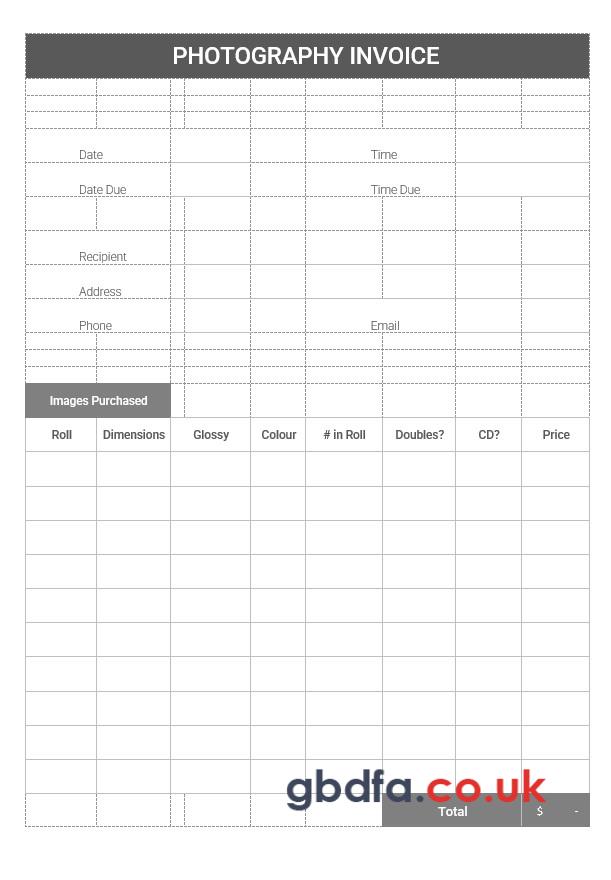 PHOTOGRAPHY INVOICE
Date Time
Date Due Time Due
Recipient
Address
Phone Email
Images Purchased
Roll Dimensions Glossy Colour # in Roll Doubles? CD? Price
gbdfa.co.uk
Total $ -